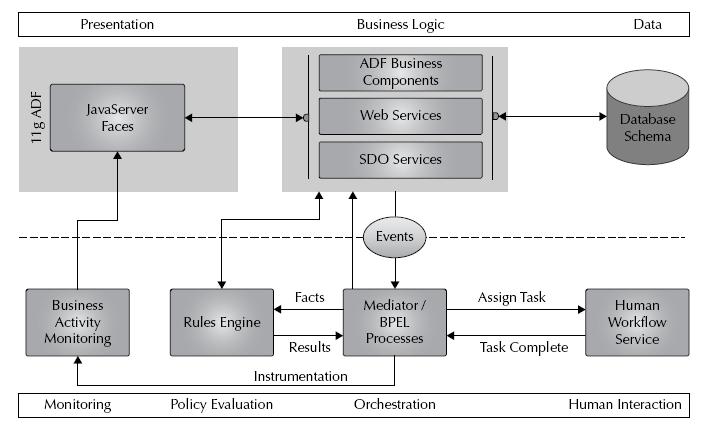 Presentation
Business Logic
Data
11g ADF
JavaServer
Faces
ADF Business
Components
Web Services
SDO Services
Database
Schema
Events
Business
Activity
Monitoring
Rules Engine
Facts
Results
Mediator /
BPEL
Processes
Assign Task
Task Complete
Human
Workflow
Service
Instrumentation
Monitoring
Policy Evaluation
Orchestration
Human Interaction